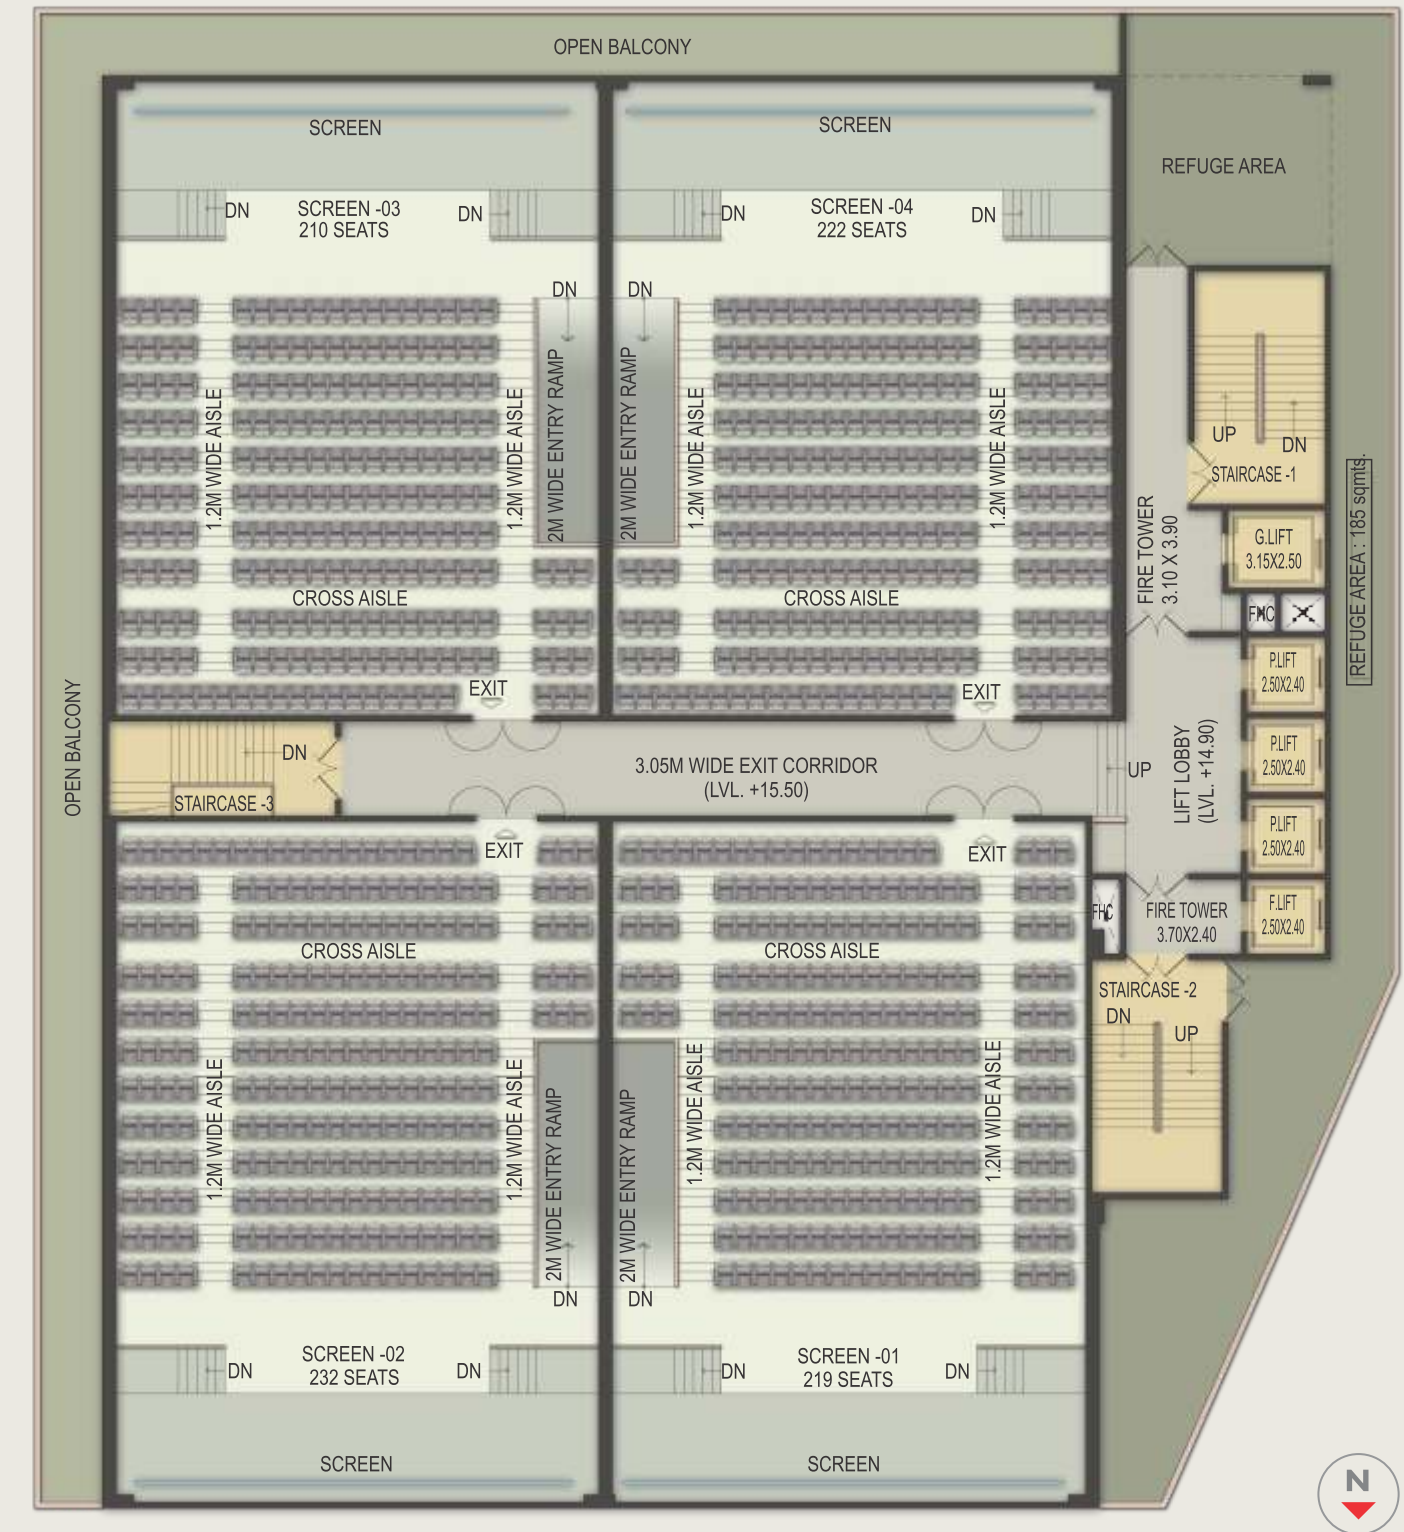 OPEN BALCONY
SCREEN
SCREEN
REFUGE AREA
DN
SCREEN -03
210 SEATS
DN
DN
SCREEN -04
222 SEATS
DN
DN
DN
1.2M WIDE AISLE
1.2M WIDE AISLE
2M WIDE ENTRY RAMP
2M WIDE ENTRY RAMP
1.2M WIDE AISLE
1.2M WIDE AISLE
UP
DN
STAIRCASE -1
FIRE TOWER
3.10 X 3.90
G.LIFT
3.15X2.50
REFUGE AREA : 185 sqmts.
CROSS AISLE
CROSS AISLE
FHC
P.LIFT
2.50X2.40
EXIT
EXIT
OPEN BALCONY
DN
STAIRCASE -3
3.05M WIDE EXIT CORRIDOR
(LVL. +15.50)
UP
LIFT LOBBY
(LVL. +14.90)
P.LIFT
2.50X2.40
P.LIFT
2.50X2.40
EXIT
EXIT
FHC
FIRE TOWER
3.70X2.40
F.LIFT
2.50X2.40
CROSS AISLE
CROSS AISLE
STAIRCASE -2
DN
UP
1.2M WIDE AISLE
1.2M WIDE AISLE
2M WIDE ENTRY RAMP
2M WIDE ENTRY RAMP
1.2M WIDE AISLE
1.2M WIDE AISLE
DN
DN
DN
SCREEN -02
232 SEATS
DN
DN
SCREEN -01
219 SEATS
DN
SCREEN
SCREEN
N